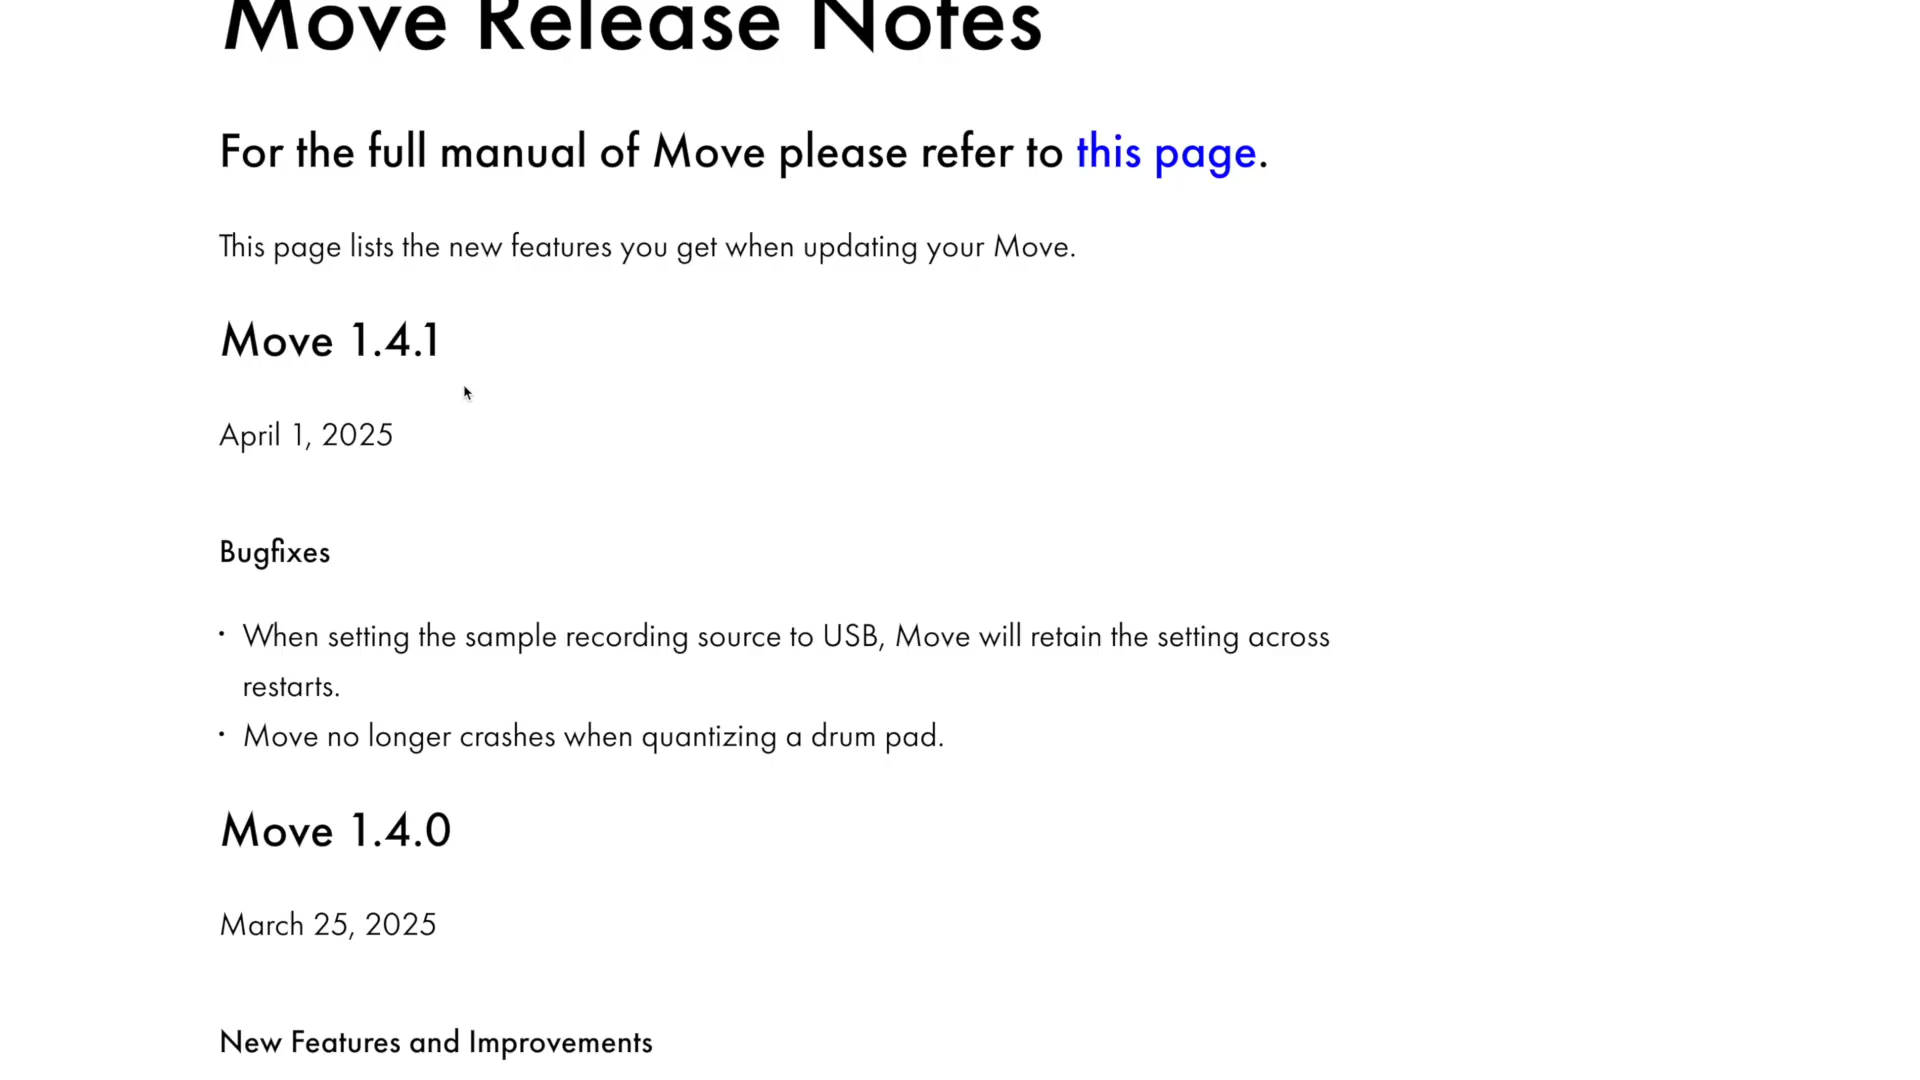 Move Release Notes
For the full manual of Move please refer to this page.
This page lists the new features you get when updating your Move.
Move 1.4.1
April 1, 2025
Bugfixes
· When setting the sample recording source to USB, Move will retain the setting across
restarts.
· Move no longer crashes when quantizing a drum pad.
Move 1.4.0
March 25, 2025
New Features and Improvements